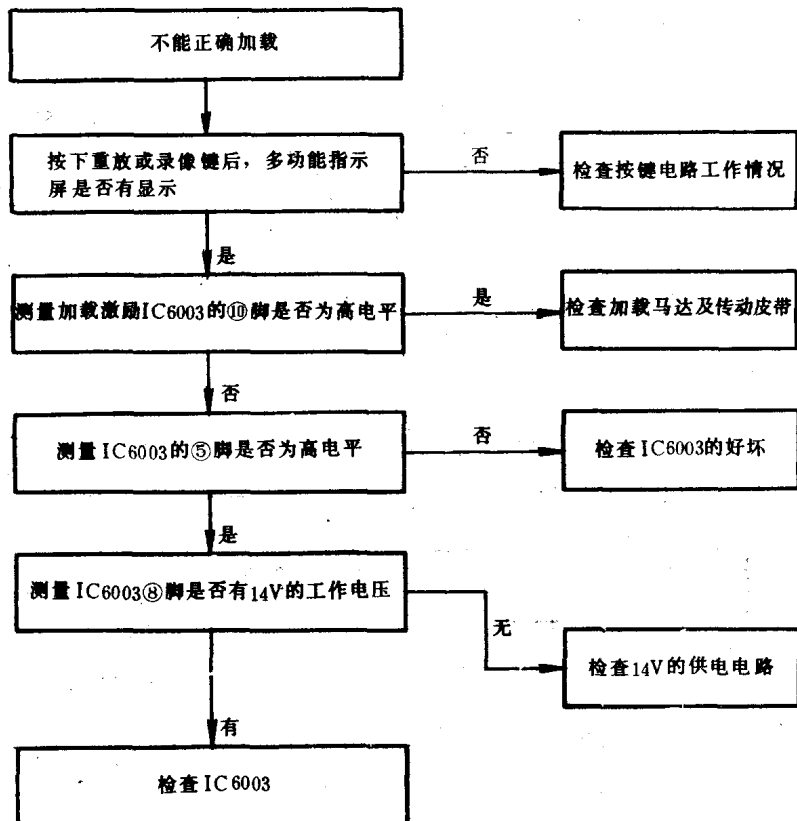 不能正确加载
按下重放或录像键后，多功能指示
屏是否有显示
否
检查按键电路工作情况
是
测量加载激励IC6003的⑩脚是否为高电平
是
检查加载马达及传动皮带
否
测量IC6003的⑤脚是否为高电平
否
检查IC6003的好坏
是
测量IC6003⑧脚是否有14V的工作电压
无
检查14V的供电电路
有
检查IC6003